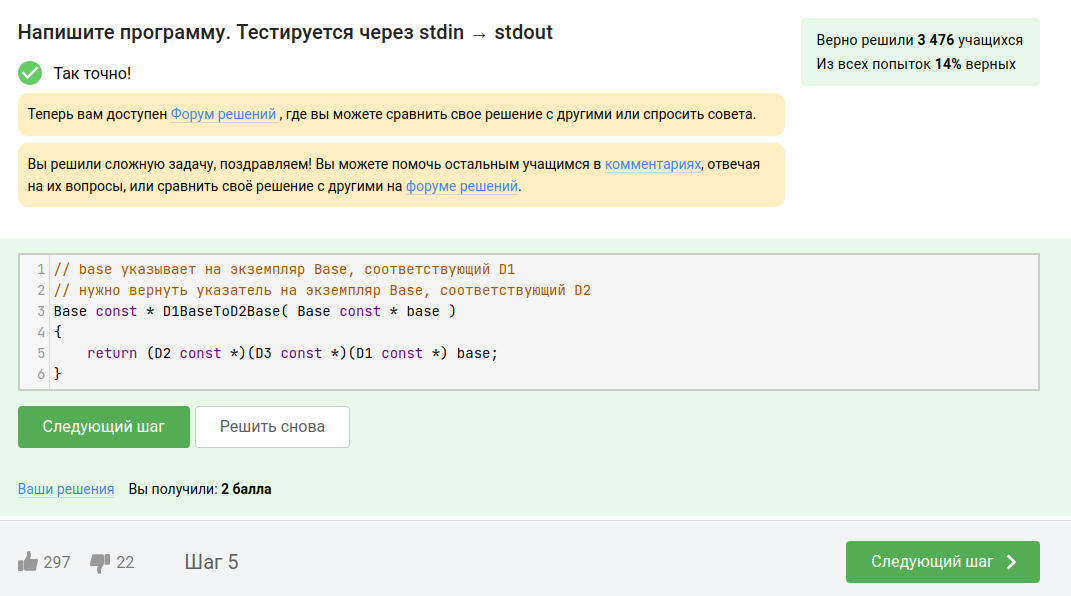 Напишите программу. Тестируется через stdin → stdout
Верно решили 3 476 учащихся
Из всех попыток 14% верных
Так точно!
Теперь вам доступен Форум решений, где вы можете сравнить свое решение с другими или спросить совета.
Вы решили сложную задачу, поздравляем! Вы можете помочь остальным учащимся в комментариях, отвечая
на их вопросы, или сравнить своё решение с другими на форуме решений.
1 // base указывает на экземпляр Base, соответствующий D1
2 // нужно вернуть указатель на экземпляр Base, соответствующий D2
3 Base const * D1BaseToD2Base( Base const * base )
4 {
5     return (D2 const *)(D3 const *)(D1 const *) base;
6 }
Следующий шаг Решить снова
Ваши решения Вы получили: 2 балла
297 22 Шаг 5 Следующий шаг